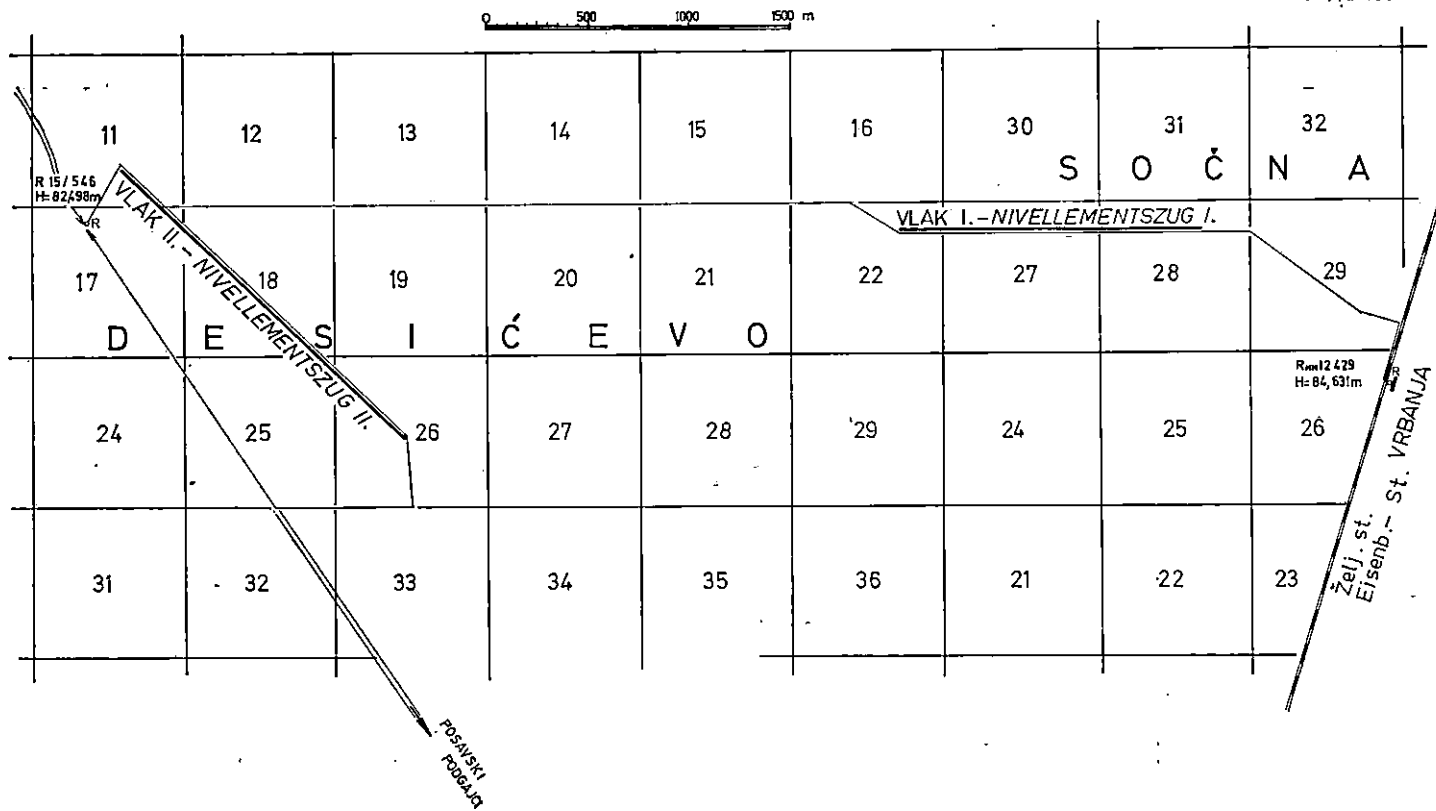 0 500 1000 1500 m
11 12 13 14 15 16 30 31 32
S O Č N A
R 15/546
H=82,498m
R
VLAK I.-NIVELLEMENTSZUG I.
VLAK II.-NIVELLEMENTSZUG II.
17 18 19 20 21 22 27 28 29
D E S I Ć E V O
12 429
H=84,631m
R
24 25 26 27 28 29 24 25 26
Želj. st.
Eisenb.- St. VRBANJA
31 32 33 34 35 36 21 22 23
POSAVSKI
PODGAJCI